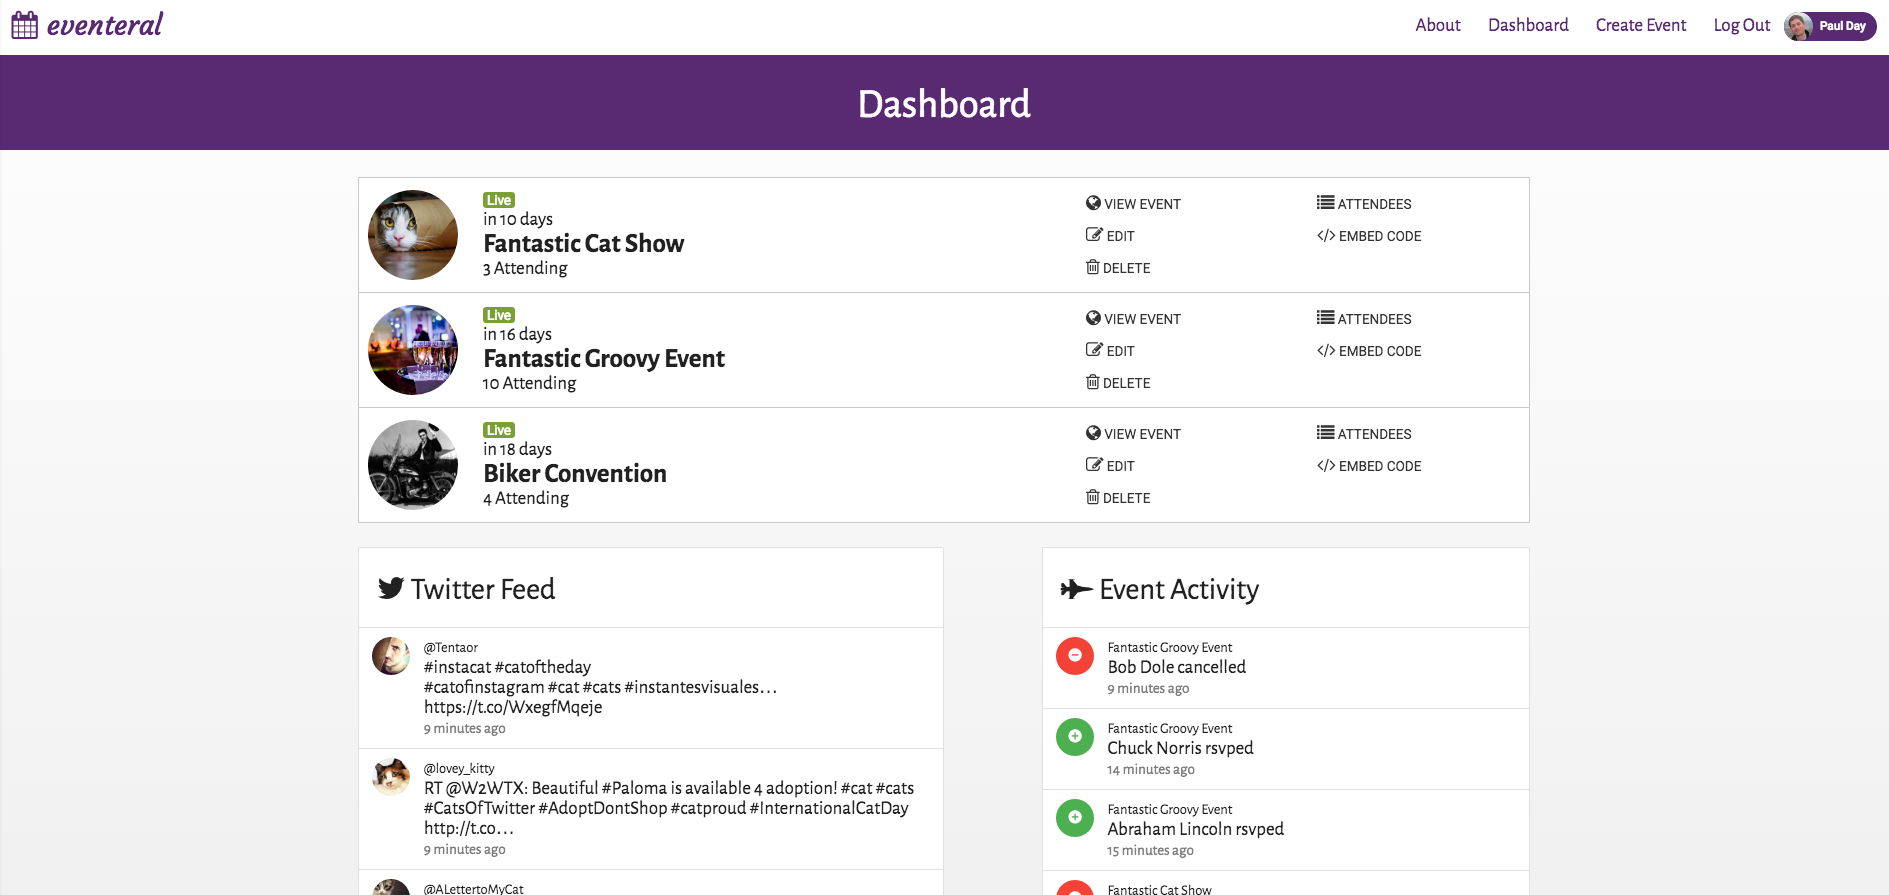 eventeral
About
Dashboard
Create Event
Log Out
Paul Day
Dashboard
Live
in 10 days
Fantastic Cat Show
3 Attending
VIEW EVENT
EDIT
DELETE
ATTENDEES
</> EMBED CODE
Live
in 16 days
Fantastic Groovy Event
10 Attending
VIEW EVENT
EDIT
DELETE
ATTENDEES
</> EMBED CODE
Live
in 18 days
Biker Convention
4 Attending
VIEW EVENT
EDIT
DELETE
ATTENDEES
</> EMBED CODE
Twitter Feed
@Tentaor
#instacat #catoftheday
#catofinstagram #cat #cats #instantesvisuales…
https://t.co/WxegfMqeje
9 minutes ago
@lovey_kitty
RT @W2WTX: Beautiful #Paloma is available 4 adoption! #cat #cats
#CatsOfTwitter #AdoptDontShop #catproud #InternationalCatDay
http://t.co…
9 minutes ago
@ALettertoMyCat
Event Activity
Fantastic Groovy Event
Bob Dole cancelled
9 minutes ago
Fantastic Groovy Event
Chuck Norris rsvped
14 minutes ago
Fantastic Groovy Event
Abraham Lincoln rsvped
15 minutes ago
Fantastic Cat Show